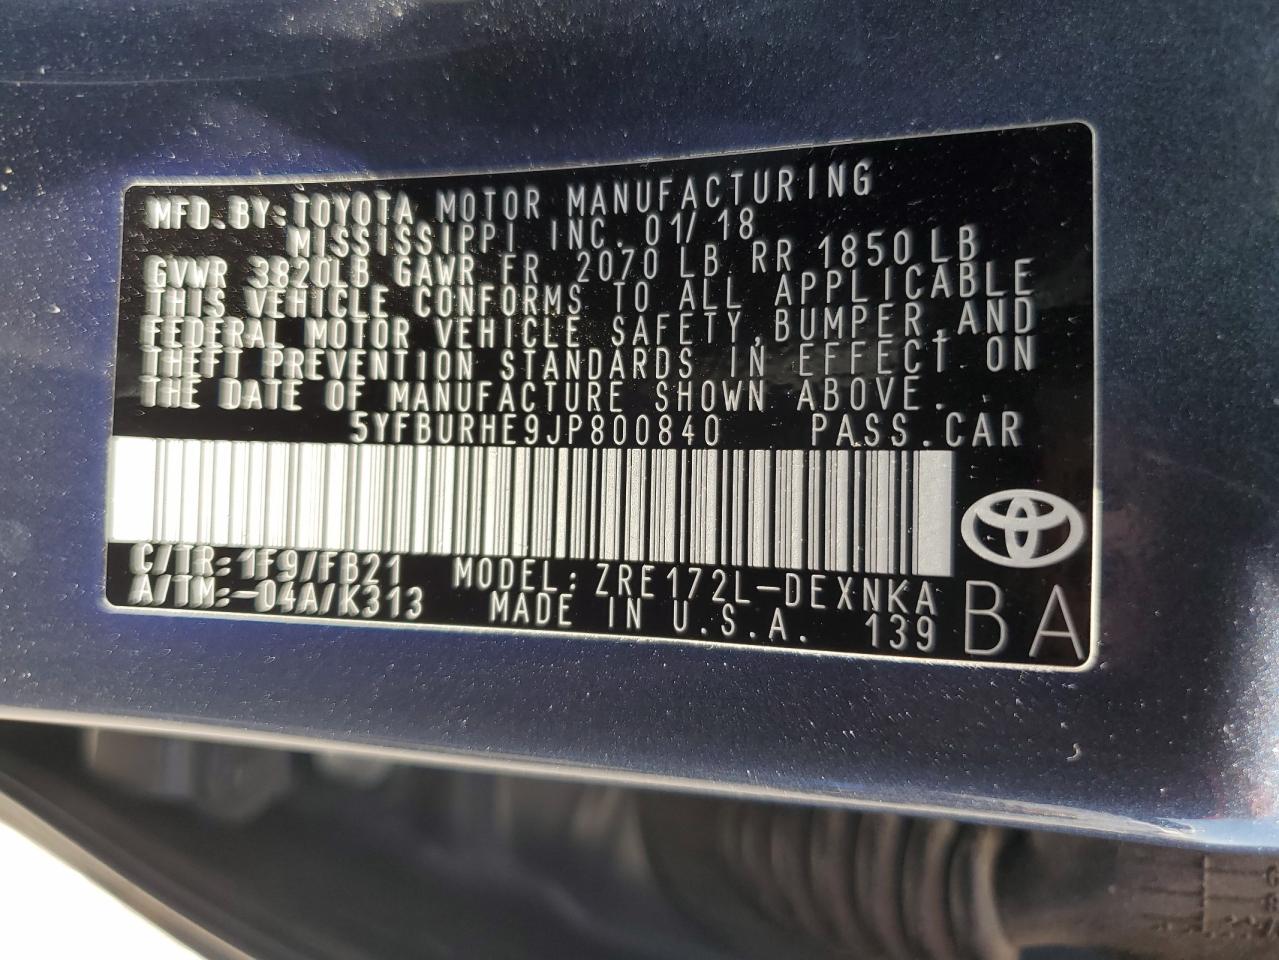 MFD.BY:TOYOTA MOTOR MANUFACTURING
MISSISSIPPI INC. 01/18
GVWR 3820LB GAWR FR 2070 LB RR 1850 LB
THIS VEHICLE CONFORMS TO ALL APPLICABLE
FEDERAL MOTOR VEHICLE SAFETY,BUMPER,AND
THEFT PREVENTION STANDARDS IN EFFECT ON
THE DATE OF MANUFACTURE SHOWN ABOVE.
5YFBURHE9JP800840 PASS.CAR
C/TR:1F9/FB21 MODEL:ZRE172L-DEXNKA
A/TM:-04A/K313 MADE IN U.S.A. 139
BA